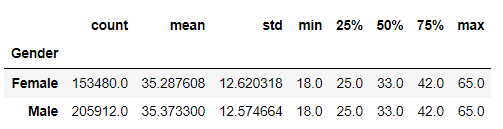 count mean std min 25% 50% 75% max
Gender
Female 153480.0 35.287608 12.620318 18.0 25.0 33.0 42.0 65.0
Male 205912.0 35.373300 12.574664 18.0 25.0 33.0 42.0 65.0